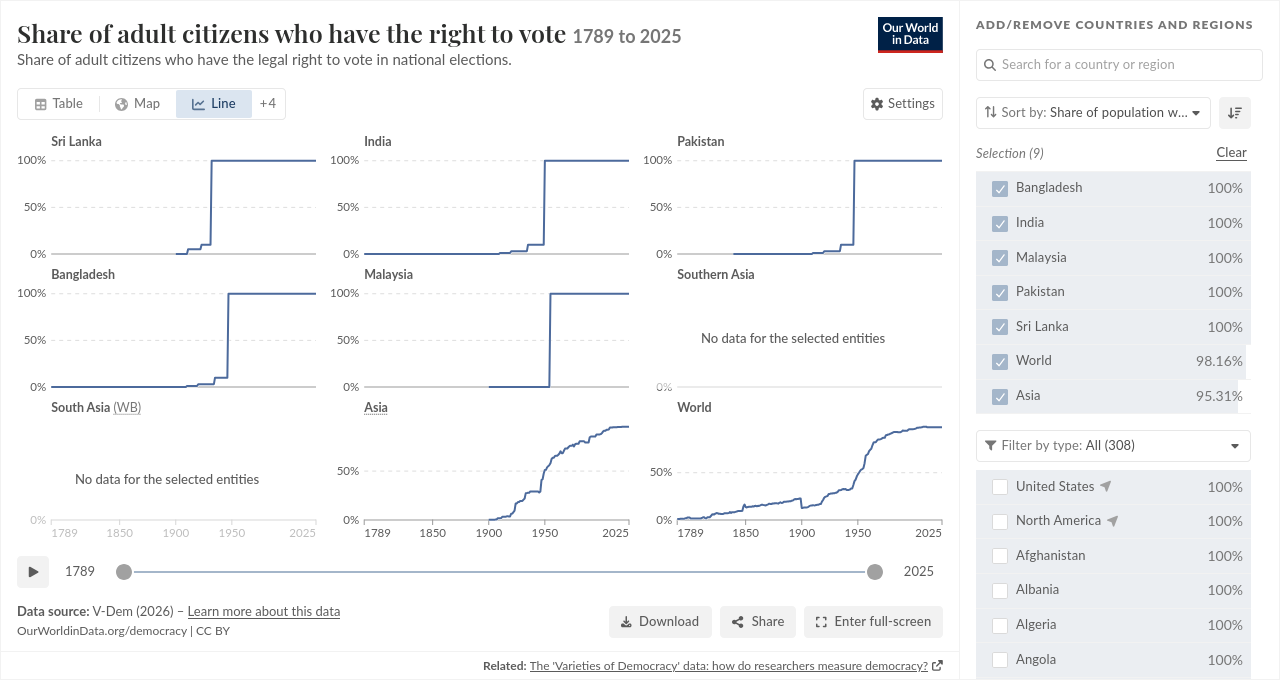 Share of adult citizens who have the right to vote 1789 to 2025
Share of adult citizens who have the legal right to vote in national elections.
Our World
in Data
Table
Map
Line
+4
Settings
Sri Lanka
100%
50%
0%
India
100%
50%
0%
Pakistan
100%
50%
0%
Bangladesh
100%
50%
0%
Malaysia
100%
50%
0%
Southern Asia
No data for the selected entities
0%
South Asia (WB)
No data for the selected entities
0%
1789 1850 1900 1950 2025
Asia
50%
0%
1789 1850 1900 1950 2025
World
50%
0%
1789 1850 1900 1950 2025
1789
2025
Data source: V-Dem (2026) – Learn more about this data
OurWorldinData.org/democracy | CC BY
Download
Share
Enter full-screen
Related: The 'Varieties of Democracy' data: how do researchers measure democracy?
ADD/REMOVE COUNTRIES AND REGIONS
Search for a country or region
Sort by: Share of population w...
Selection (9)
Clear
Bangladesh 100%
India 100%
Malaysia 100%
Pakistan 100%
Sri Lanka 100%
World 98.16%
Asia 95.31%
Filter by type: All (308)
United States 100%
North America 100%
Afghanistan 100%
Albania 100%
Algeria 100%
Angola 100%